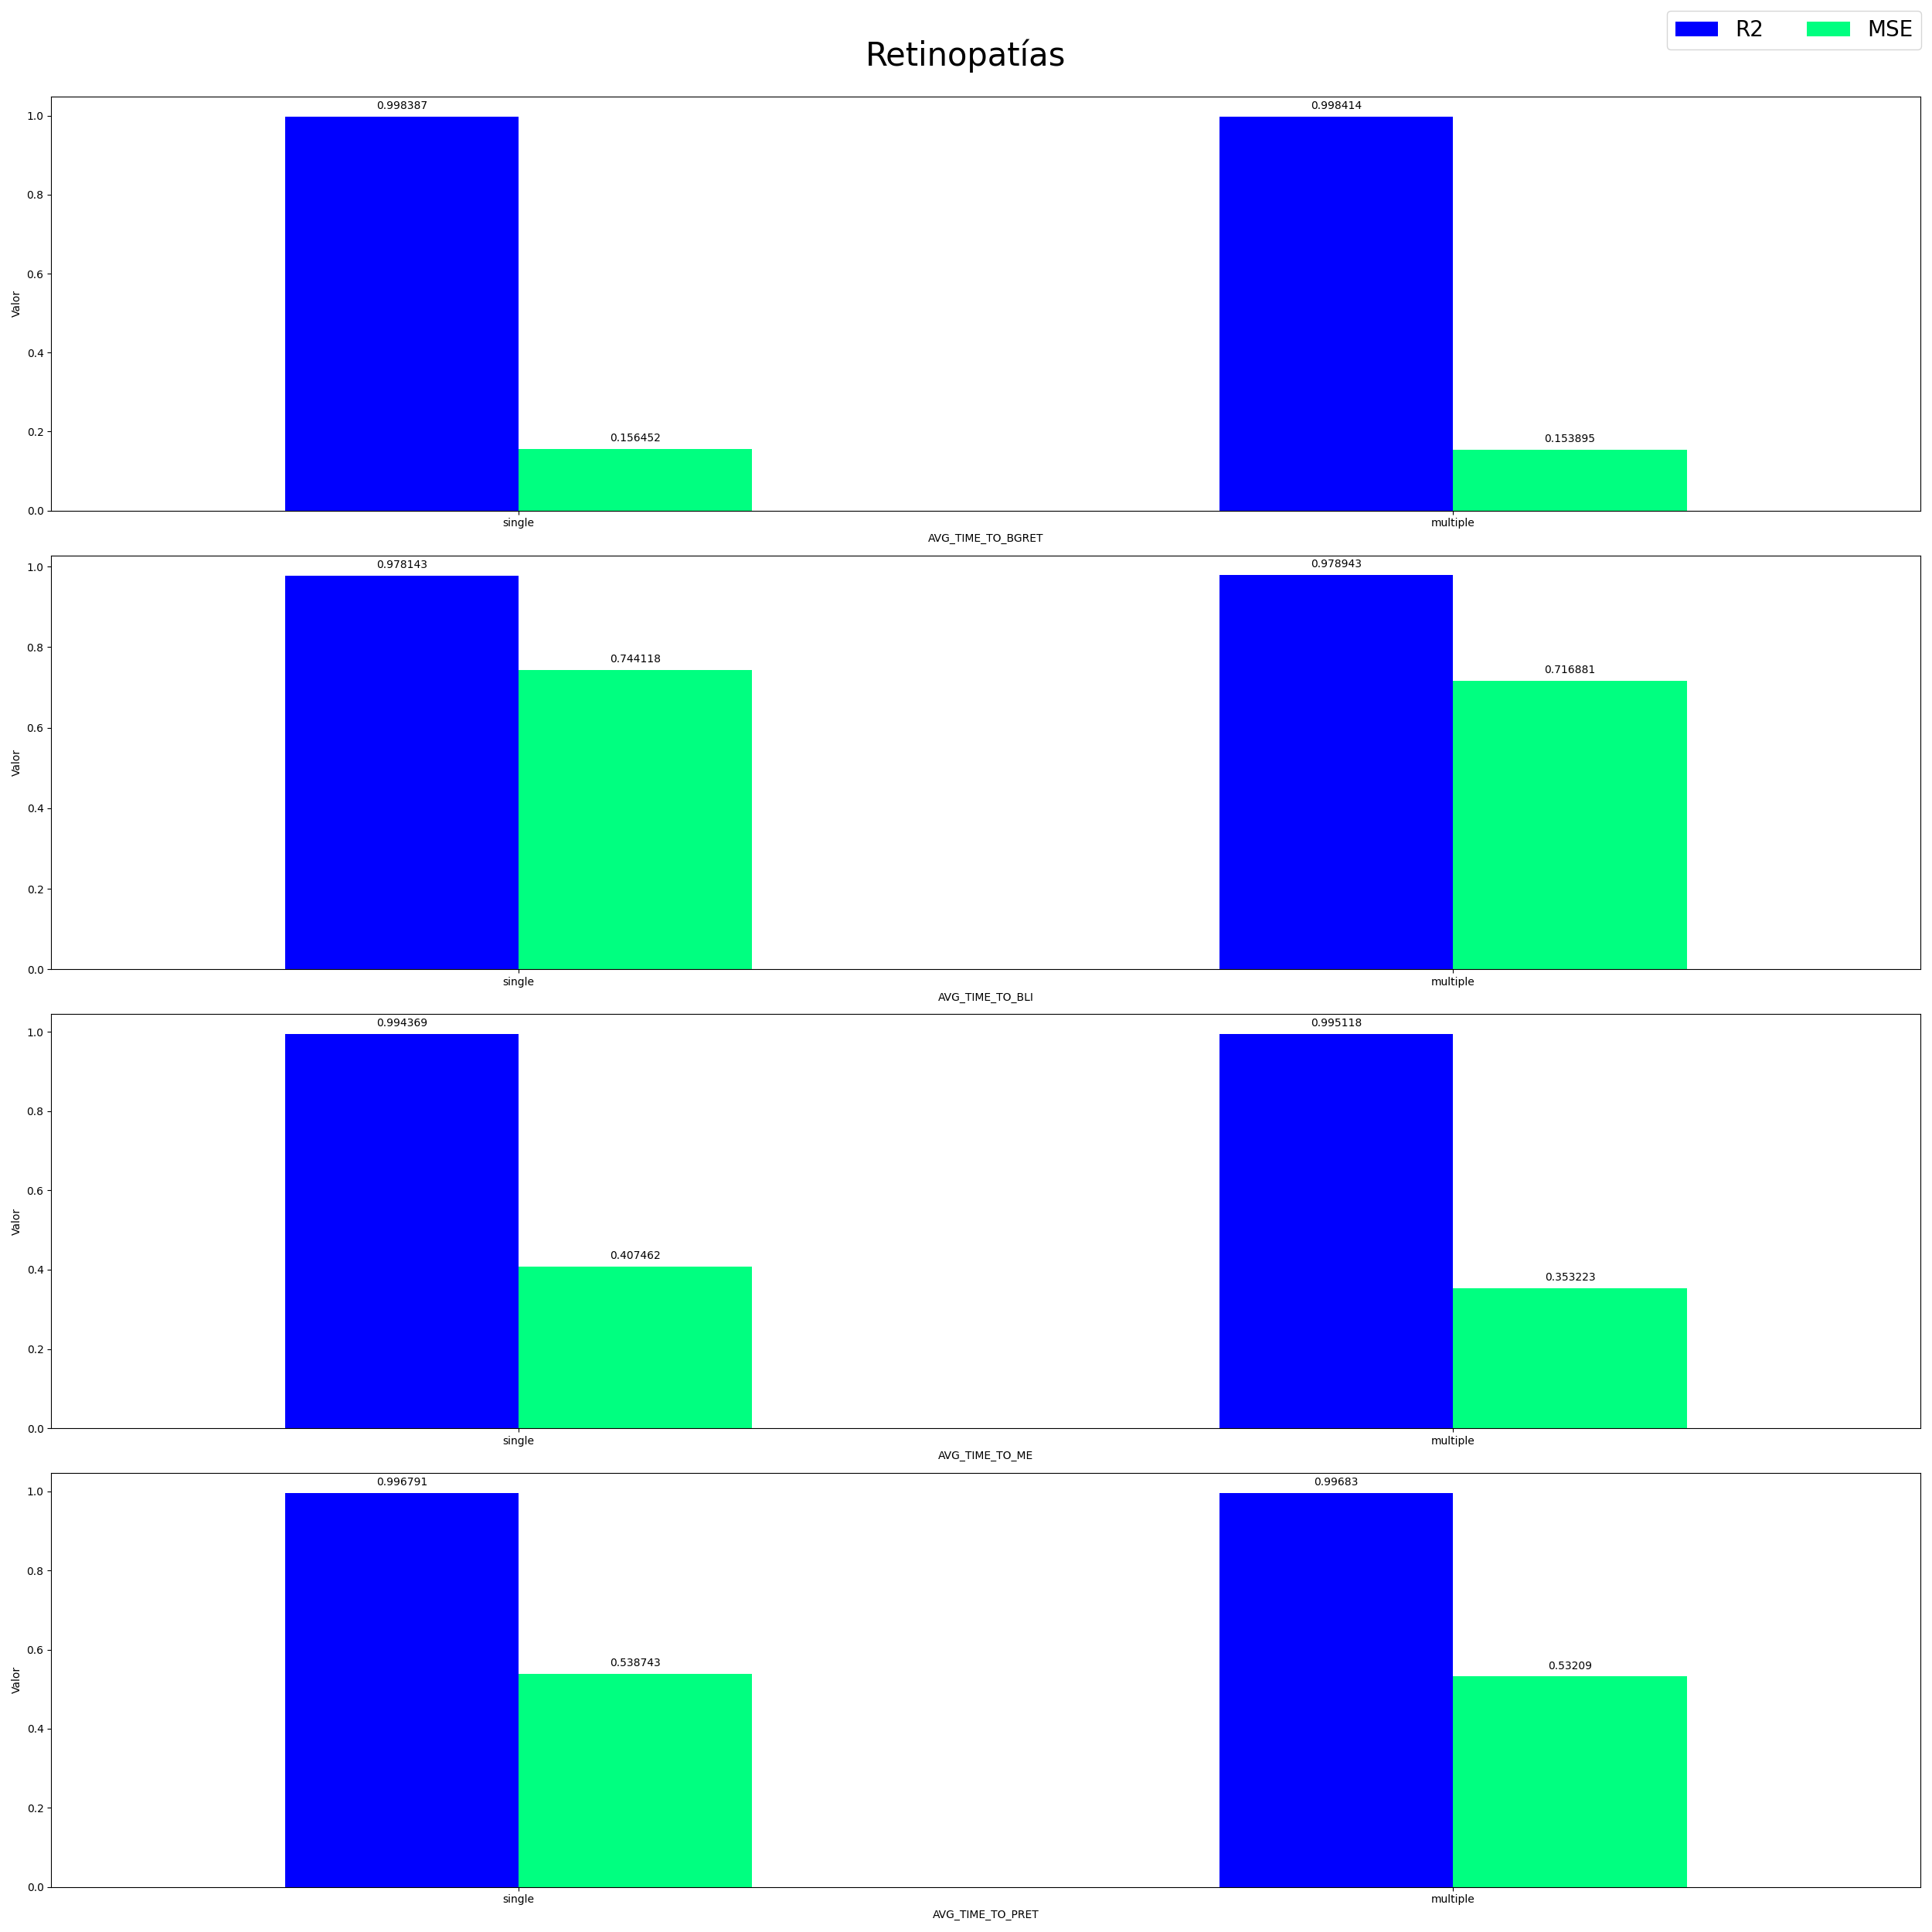 R2 MSE
Retinopatías
0.998387 0.998414
1.0
0.8
0.6
Valor
0.4
0.156452 0.153895
0.2
0.0
single multiple
AVG_TIME_TO_BGRET
0.978143 0.978943
1.0
0.8
0.744118 0.716881
0.6
Valor
0.4
0.2
0.0
single multiple
AVG_TIME_TO_BLI
0.994369 0.995118
1.0
0.8
0.6
Valor
0.407462 0.353223
0.4
0.2
0.0
single multiple
AVG_TIME_TO_ME
0.996791 0.99683
1.0
0.8
0.6
0.538743 0.53209
Valor
0.4
0.2
0.0
single multiple
AVG_TIME_TO_PRET